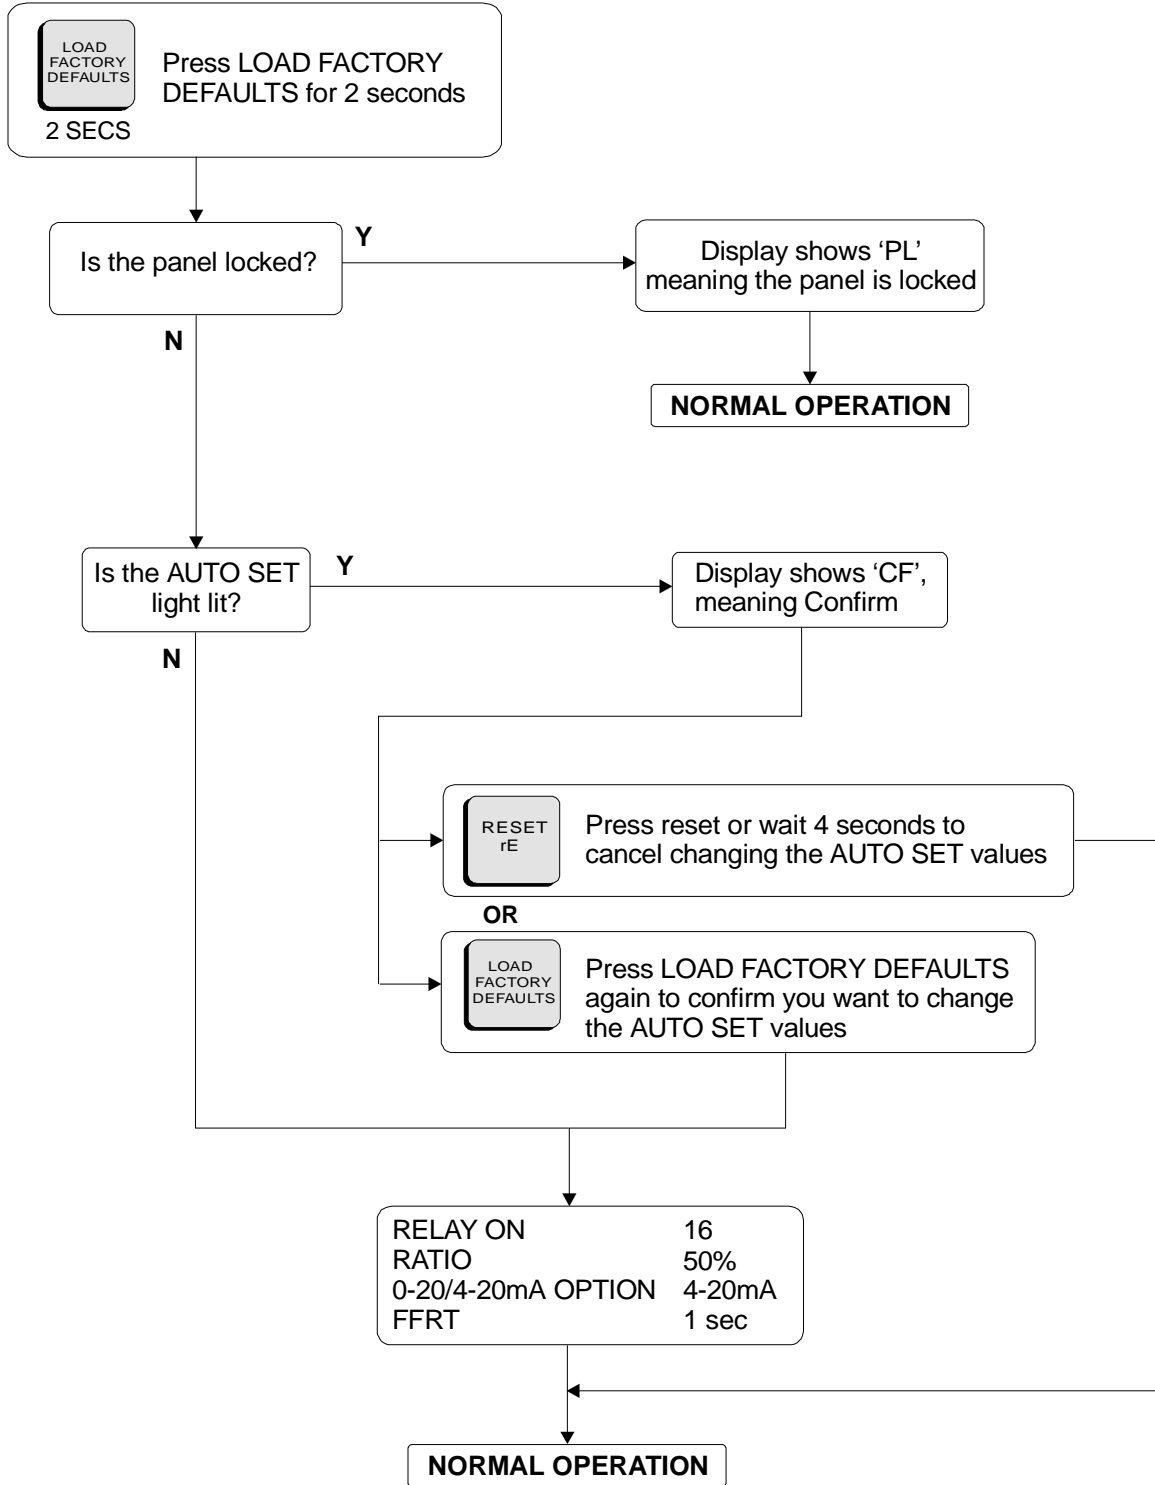 LOAD
FACTORY
DEFAULTS
2 SECS
Press LOAD FACTORY
DEFAULTS for 2 seconds
Is the panel locked?
Y
N
Display shows ‘PL’
meaning the panel is locked
NORMAL OPERATION
Is the AUTO SET
light lit?
Y
N
Display shows ‘CF’,
meaning Confirm
RESET
rE
Press reset or wait 4 seconds to
cancel changing the AUTO SET values
OR
LOAD
FACTORY
DEFAULTS
Press LOAD FACTORY DEFAULTS
again to confirm you want to change
the AUTO SET values
RELAY ON 16
RATIO 50%
0-20/4-20mA OPTION 4-20mA
FFRT 1 sec
NORMAL OPERATION